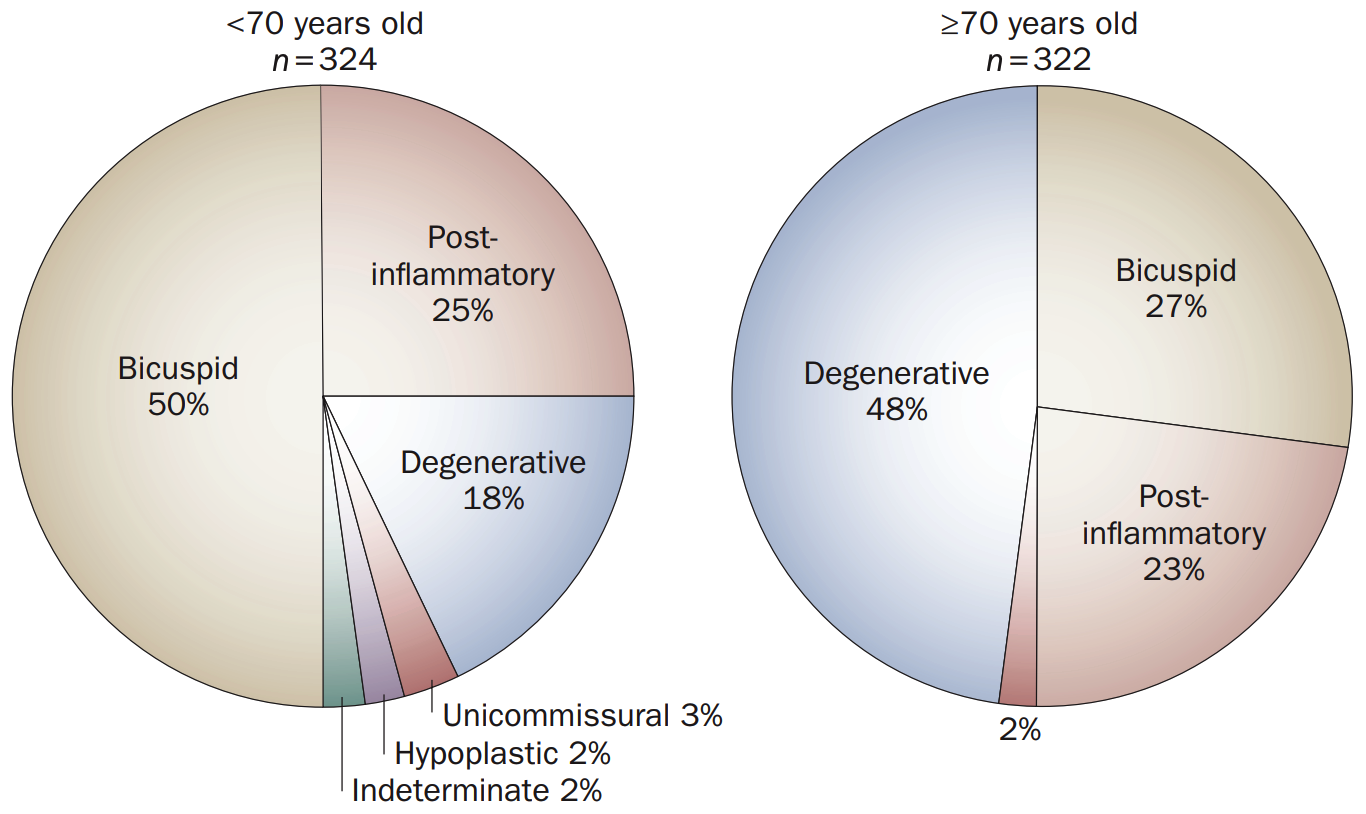 <70 years old
n=324
Post-
inflammatory
25%
Bicuspid
50%
Degenerative
18%
Unicommissural 3%
Hypoplastic 2%
Indeterminate 2%
≥70 years old
n=322
Bicuspid
27%
Degenerative
48%
Post-
inflammatory
23%
2%